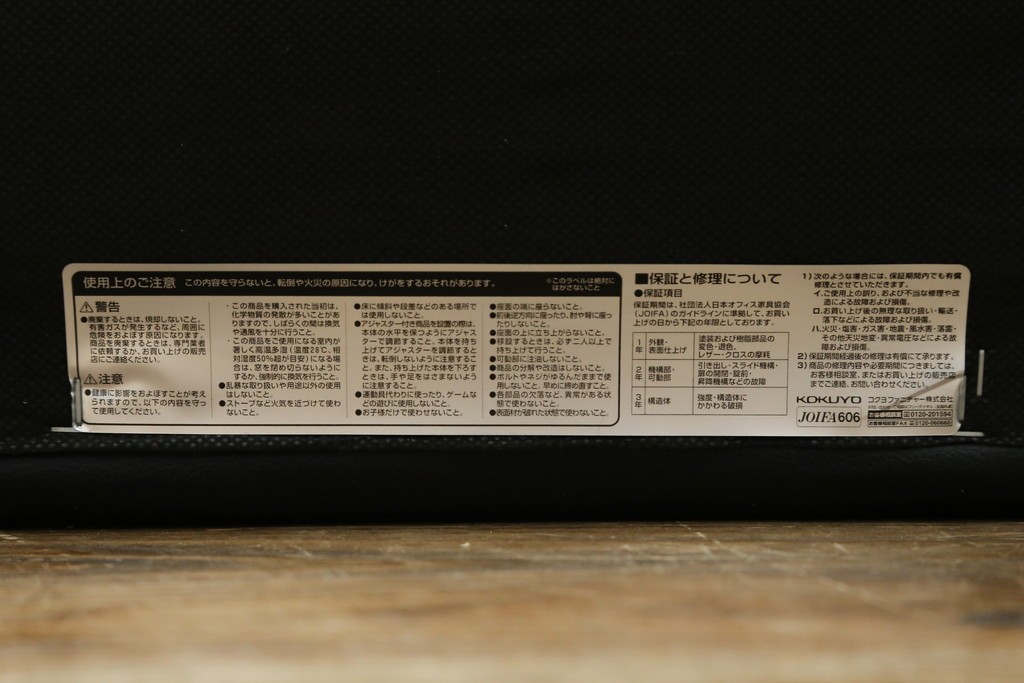 使用上のご注意 この内容を守らないと、転倒や火災の原因になり、けがをするおそれがあります。
※このラベルは絶対に
はがさないこと
⚠警告
●廃棄するときは、焼却しないこと。
有害ガスが発生するなど、周囲に
危険をおよぼす原因になります。
商品を廃棄するときは、専門業者
に依頼するか、お買い上げの販売
店にご連絡ください。
⚠注意
●健康に影響をおよぼすことが考え
られますので、以下の内容を守っ
て使用してください。
・この商品を購入された当初は、
化学物質の発散が多いことがあ
りますので、しばらくの間は換気
や通風を十分に行うこと。
・この商品をご使用になる室内が
著しく高温多湿(温度28℃、相
対湿度50%超が目安)になる場
合は、窓を閉め切らないように
するか、強制的に換気を行うこと。
●乱暴な取り扱いや用途以外の使用
はしないこと。
●ストーブなど火気を近づけて使わ
ないこと。
●床に傾斜や段差などのある場所で
は使用しないこと。
●アジャスター付き商品を設置の際は、
本体の水平を保つようにアジャス
ターで調節すること。本体を持ち
上げてアジャスターを調節すると
きは、転倒しないように注意するこ
と。また、持ち上げた本体を下ろす
ときは、手や足をはさまないように
注意すること。
●運動具代わりに使ったり、ゲームな
どの遊びに使用しないこと。
●お子様だけで使わせないこと。
●座面の端に座らないこと。
●前後逆方向に座ったり、肘や背に座っ
たりしないこと。
●座面の上に立ち上がらないこと。
●移設するときは、必ず二人以上で
持ち上げて行うこと。
●可動部に注油しないこと。
●商品の分解や改造はしないこと。
●ボルトやネジがゆるんだままで使
用しないこと。早めに締め直すこと。
●各部品の欠落など、異常がある状
態で使わないこと。
●表面材が破れた状態で使わないこと。
■保証と修理について
●保証項目
保証期間は、社団法人日本オフィス家具協会
(JOIFA)のガイドラインに準拠して、お買い
上げの日から下記の年限としております。
1年 外観・表面仕上げ 塗装および樹脂部品の変色・退色、レザー・クロスの摩耗
2年 機構部・可動部 引き出し・スライド機構・扉の開閉・錠前・昇降機構などの故障
3年 構造体 強度・構造体にかかわる破損
1)次のような場合には、保証期間内でも有償
修理とさせていただきます。
イ.ご使用上の誤り、および不当な修理や改
造による故障および損傷。
ロ.お買い上げ後の無理な取り扱い・輸送・
落下などによる故障および損傷。
ハ.火災・塩害・ガス害・地震・風水害・落雷・
その他天災地変・異常電圧などによる故
障および損傷。
2)保証期間経過後の修理は有償にて承ります。
3)商品の修理内容や必要期間につきましては、
お客様相談室、またはお買い上げの販売店
までご連絡、お問い合わせください。
KOKUYO コクヨファニチャー株式会社
JOIFA606
お客様相談室 0120-201594
お客様相談室FAX 0120-060660